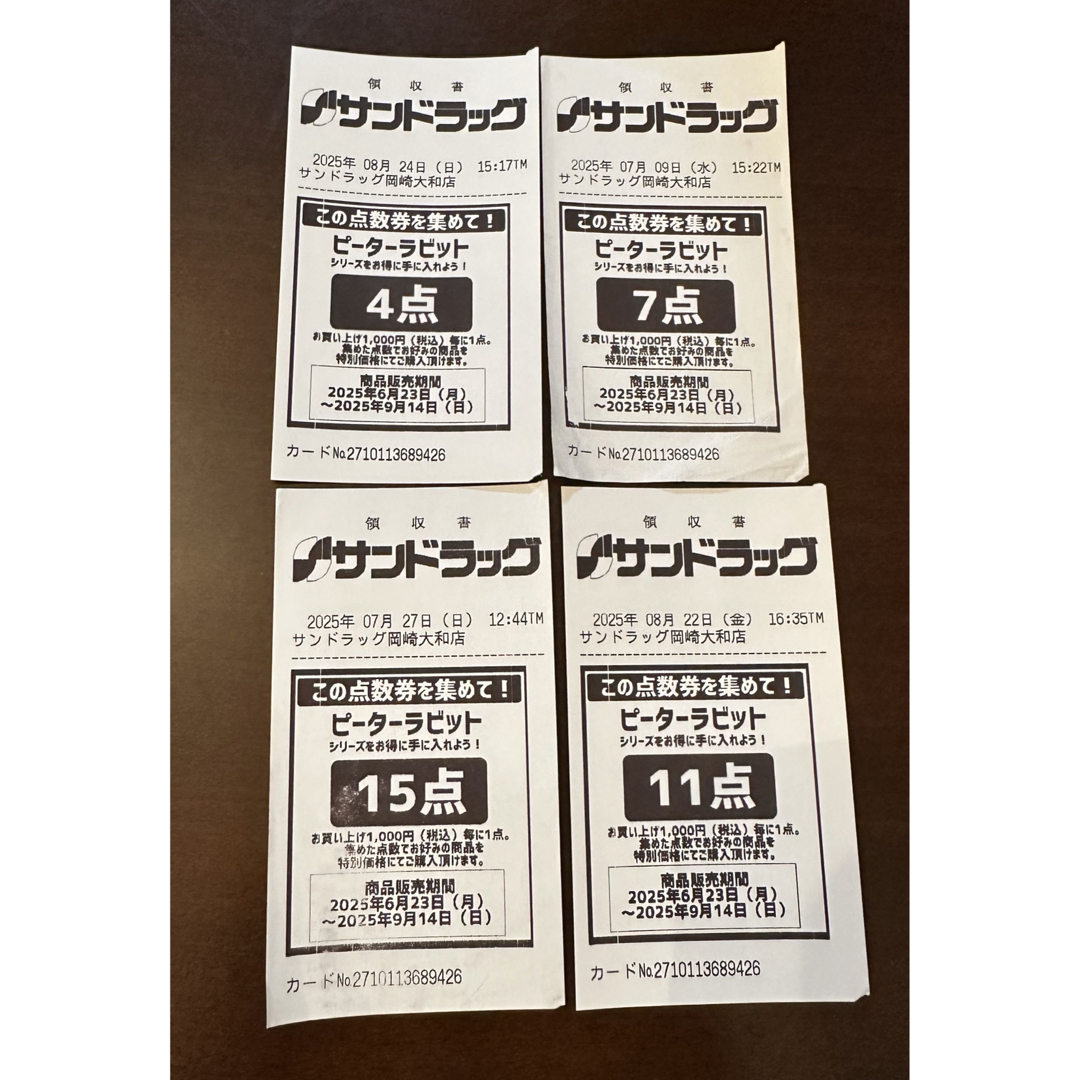 領収書
サンドラッグ
2025年 08月 24日（日） 15:17TM
サンドラッグ岡崎大和店
この点数券を集めて！
ピーターラビット
シリーズをお得に手に入れよう！
4点
お買い上げ1,000円（税込）毎に1点。
集めた点数でお好みの商品を
特別価格にてご購入頂けます。
商品販売期間
2025年6月23日（月）
～2025年9月14日（日）
カードNo.2710113689426
領収書
サンドラッグ
2025年 07月 09日（水） 15:22TM
サンドラッグ岡崎大和店
この点数券を集めて！
ピーターラビット
シリーズをお得に手に入れよう！
7点
お買い上げ1,000円（税込）毎に1点。
集めた点数でお好みの商品を
特別価格にてご購入頂けます。
商品販売期間
2025年6月23日（月）
～2025年9月14日（日）
カードNo.2710113689426
領収書
サンドラッグ
2025年 07月 27日（日） 12:44TM
サンドラッグ岡崎大和店
この点数券を集めて！
ピーターラビット
シリーズをお得に手に入れよう！
15点
お買い上げ1,000円（税込）毎に1点。
集めた点数でお好みの商品を
特別価格にてご購入頂けます。
商品販売期間
2025年6月23日（月）
～2025年9月14日（日）
カードNo.2710113689426
領収書
サンドラッグ
2025年 08月 22日（金） 16:35TM
サンドラッグ岡崎大和店
この点数券を集めて！
ピーターラビット
シリーズをお得に手に入れよう！
11点
お買い上げ1,000円（税込）毎に1点。
集めた点数でお好みの商品を
特別価格にてご購入頂けます。
商品販売期間
2025年6月23日（月）
～2025年9月14日（日）
カードNo.2710113689426